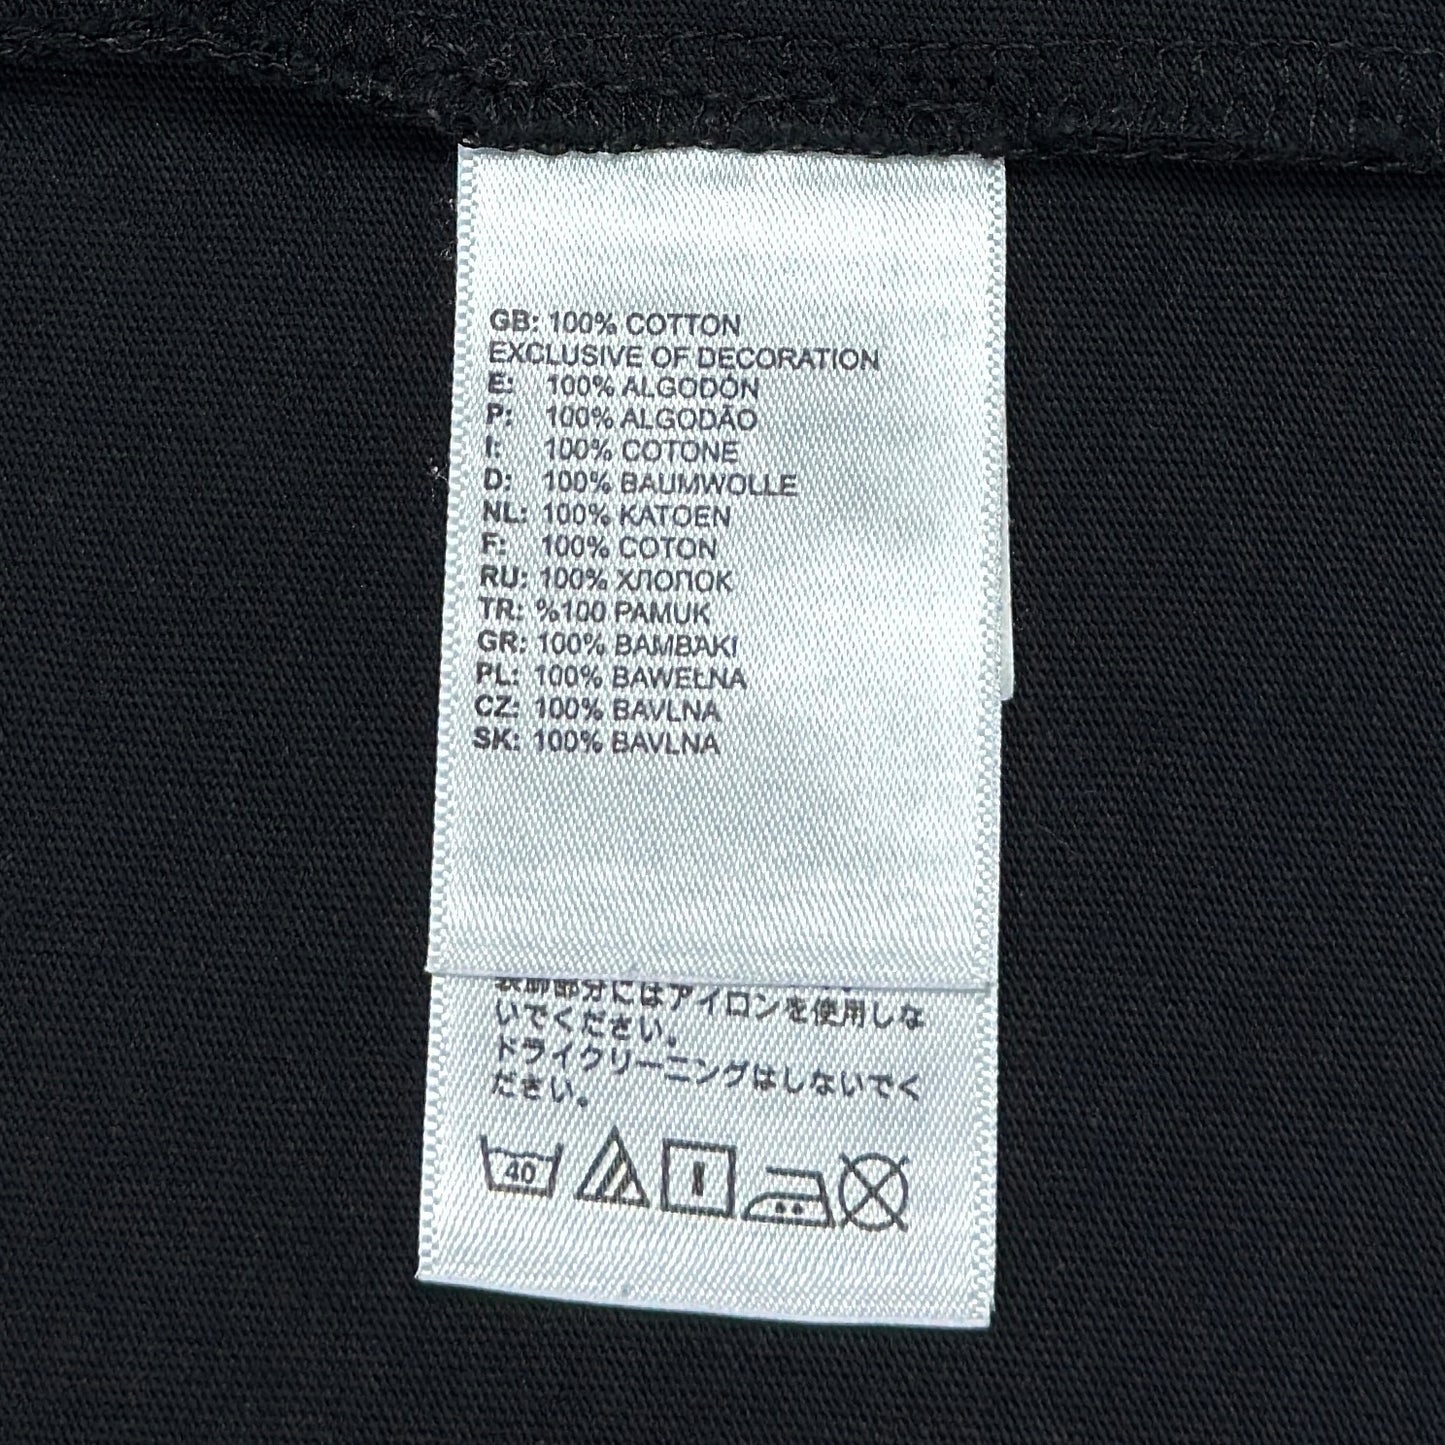 GB: 100% COTTON
EXCLUSIVE OF DECORATION
E: 100% ALGODÓN
P: 100% ALGODÃO
I: 100% COTONE
D: 100% BAUMWOLLE
NL: 100% KATOEN
F: 100% COTON
RU: 100% ХЛОПОК
TR: %100 PAMUK
GR: 100% BAMBAKI
PL: 100% BAWEŁNA
CZ: 100% BAVLNA
SK: 100% BAVLNA
装飾部分にはアイロンを使用しな
いでください。
ドライクリーニングはしないでく
ださい。
40